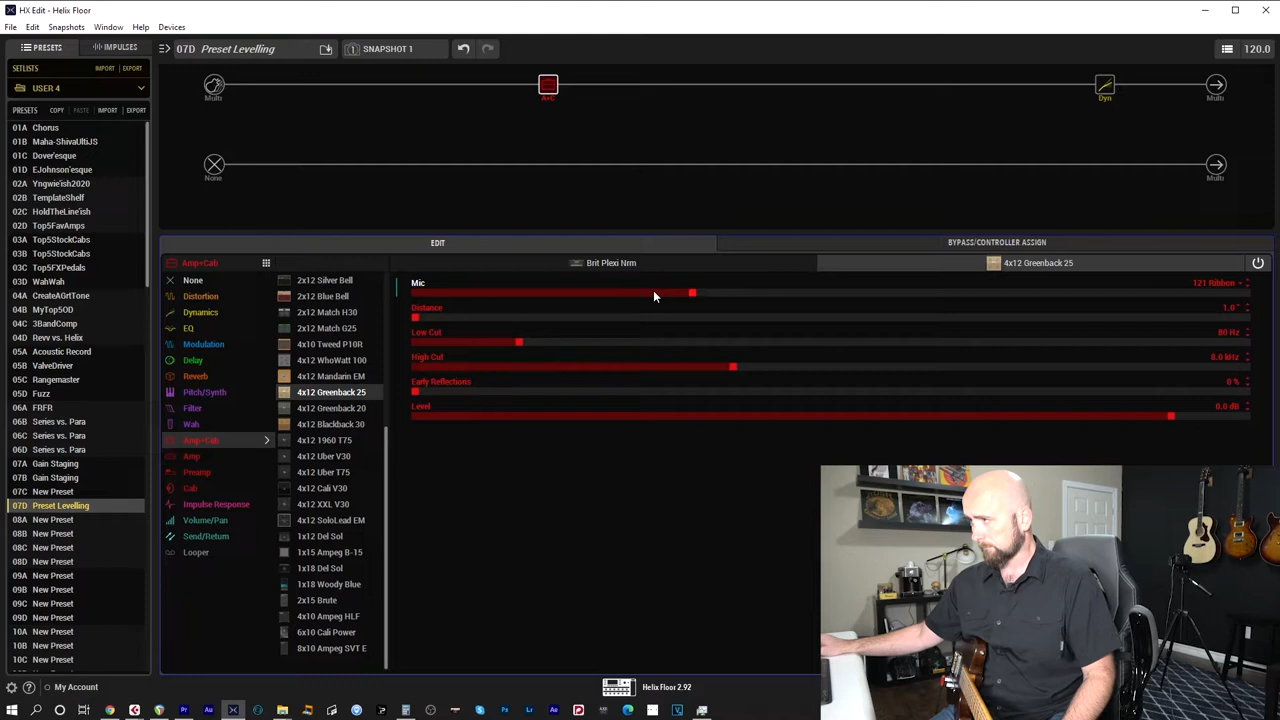 HX Edit - Helix Floor
File Edit Snapshots Window Help Devices
PRESETS IMPULSES
07D Preset Levelling
1 SNAPSHOT 1
120.0
SETLISTS IMPORT EXPORT
USER 4
PRESETS COPY PASTE IMPORT EXPORT
01A Chorus
01B Maha-ShivaUltiJS
01C Dover'esque
01D EJohnson'esque
02A Yngwie'ish2020
02B TemplateShelf
02C HoldTheLine'ish
02D Top5FavAmps
03A Top5StockCabs
03B Top5StockCabs
03C Top5FXPedals
03D WahWah
04A CreateAGrtTone
04B MyTop5OD
04C 3BandComp
04D Revv vs. Helix
05A Acoustic Record
05B ValveDriver
05C Rangemaster
05D Fuzz
06A FRFR
06B Series vs. Para
06C Series vs. Para
06D Series vs. Para
07A Gain Staging
07B Gain Staging
07C New Preset
07D Preset Levelling
08A New Preset
08B New Preset
08C New Preset
08D New Preset
09A New Preset
09B New Preset
09C New Preset
09D New Preset
10A New Preset
10B New Preset
10C New Preset
My Account
Multi
A+C
Dyn
Multi
None
Multi
EDIT
BYPASS/CONTROLLER ASSIGN
Amp+Cab
Brit Plexi Nrm
4x12 Greenback 25
None
Distortion
Dynamics
EQ
Modulation
Delay
Reverb
Pitch/Synth
Filter
Wah
Amp+Cab
Amp
Preamp
Cab
Impulse Response
Volume/Pan
Send/Return
Looper
2x12 Silver Bell
2x12 Blue Bell
2x12 Match H30
2x12 Match G25
4x10 Tweed P10R
4x12 WhoWatt 100
4x12 Mandarin EM
4x12 Greenback 25
4x12 Greenback 20
4x12 Blackback 30
4x12 1960 T75
4x12 Uber V30
4x12 Uber T75
4x12 Cali V30
4x12 XXL V30
4x12 SoloLead EM
1x12 Del Sol
1x15 Ampeg B-15
1x18 Del Sol
1x18 Woody Blue
2x15 Brute
4x10 Ampeg HLF
6x10 Cali Power
8x10 Ampeg SVT E
Mic 121 Ribbon
Distance 1.0"
Low Cut 80 Hz
High Cut 8.0 kHz
Early Reflections 0 %
Level 0.0 dB
Helix Floor 2.92